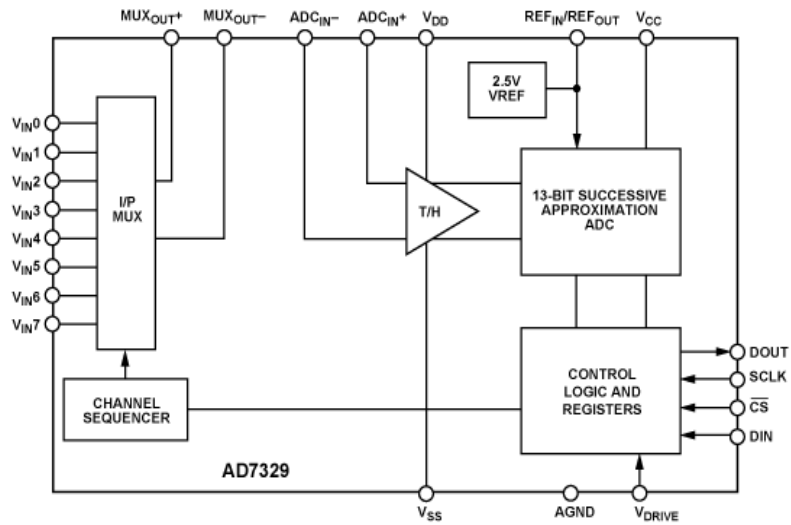 MUXOUT+
MUXOUT–
ADCIN–
ADCIN+
VDD
REFIN/REFOUT
VCC
2.5V
VREF
VIN0
VIN1
VIN2
VIN3
VIN4
VIN5
VIN6
VIN7
I/P
MUX
T/H
13-BIT SUCCESSIVE
APPROXIMATION
ADC
CHANNEL
SEQUENCER
CONTROL
LOGIC AND
REGISTERS
DOUT
SCLK
CS
DIN
AD7329
VSS
AGND
VDRIVE